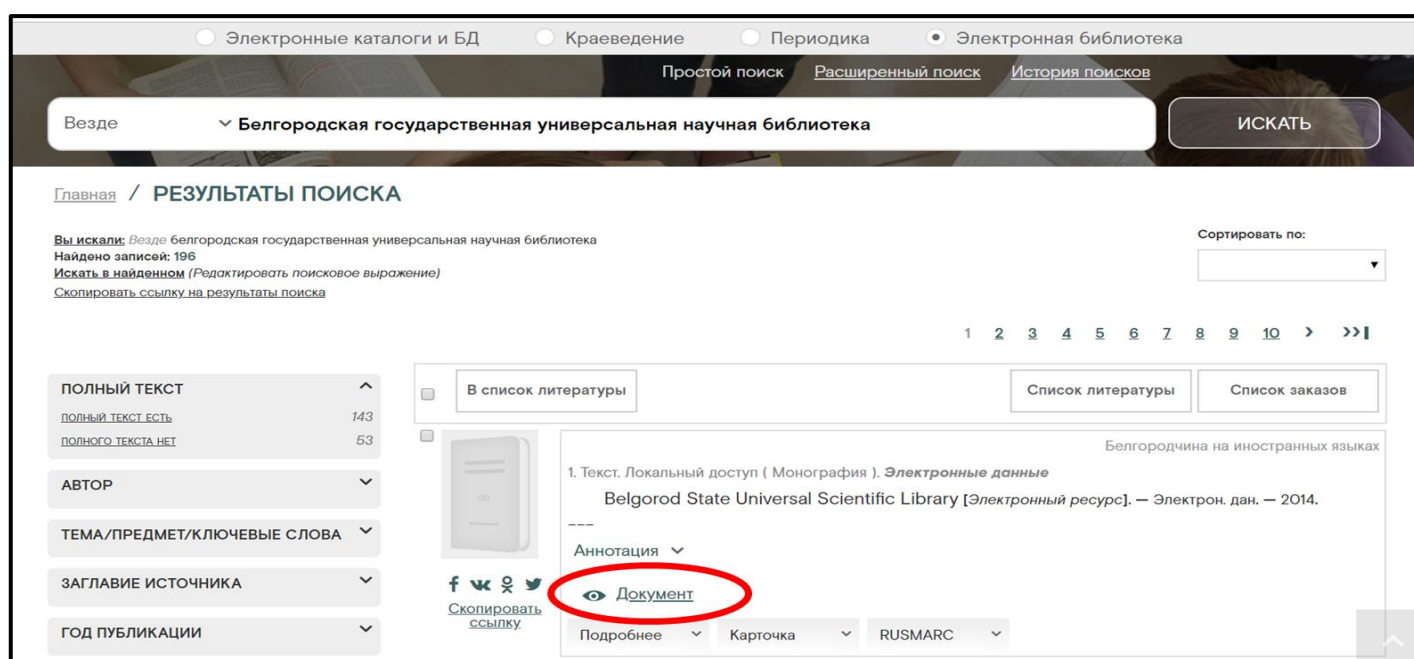 Электронные каталоги и БД Краеведение Периодика Электронная библиотека
Простой поиск Расширенный поиск История поисков
Везде Белгородская государственная универсальная научная библиотека ИСКАТЬ
Главная / РЕЗУЛЬТАТЫ ПОИСКА
Вы искали: Везде белгородская государственная универсальная научная библиотека
Найдено записей: 196
Искать в найденном (Редактировать поисковое выражение)
Скопировать ссылку на результаты поиска
Сортировать по:
1 2 3 4 5 6 7 8 9 10 > >>|
ПОЛНЫЙ ТЕКСТ
ПОЛНЫЙ ТЕКСТ ЕСТЬ 143
ПОЛНОГО ТЕКСТА НЕТ 53
АВТОР
ТЕМА/ПРЕДМЕТ/КЛЮЧЕВЫЕ СЛОВА
ЗАГЛАВИЕ ИСТОЧНИКА
ГОД ПУБЛИКАЦИИ
В список литературы Список литературы Список заказов
Белгородчина на иностранных языках
1. Текст. Локальный доступ ( Монография ). Электронные данные
Belgorod State Universal Scientific Library [Электронный ресурс]. — Электрон. дан. — 2014.
---
Аннотация
Документ
Скопировать
ссылку
Подробнее Карточка RUSMARC